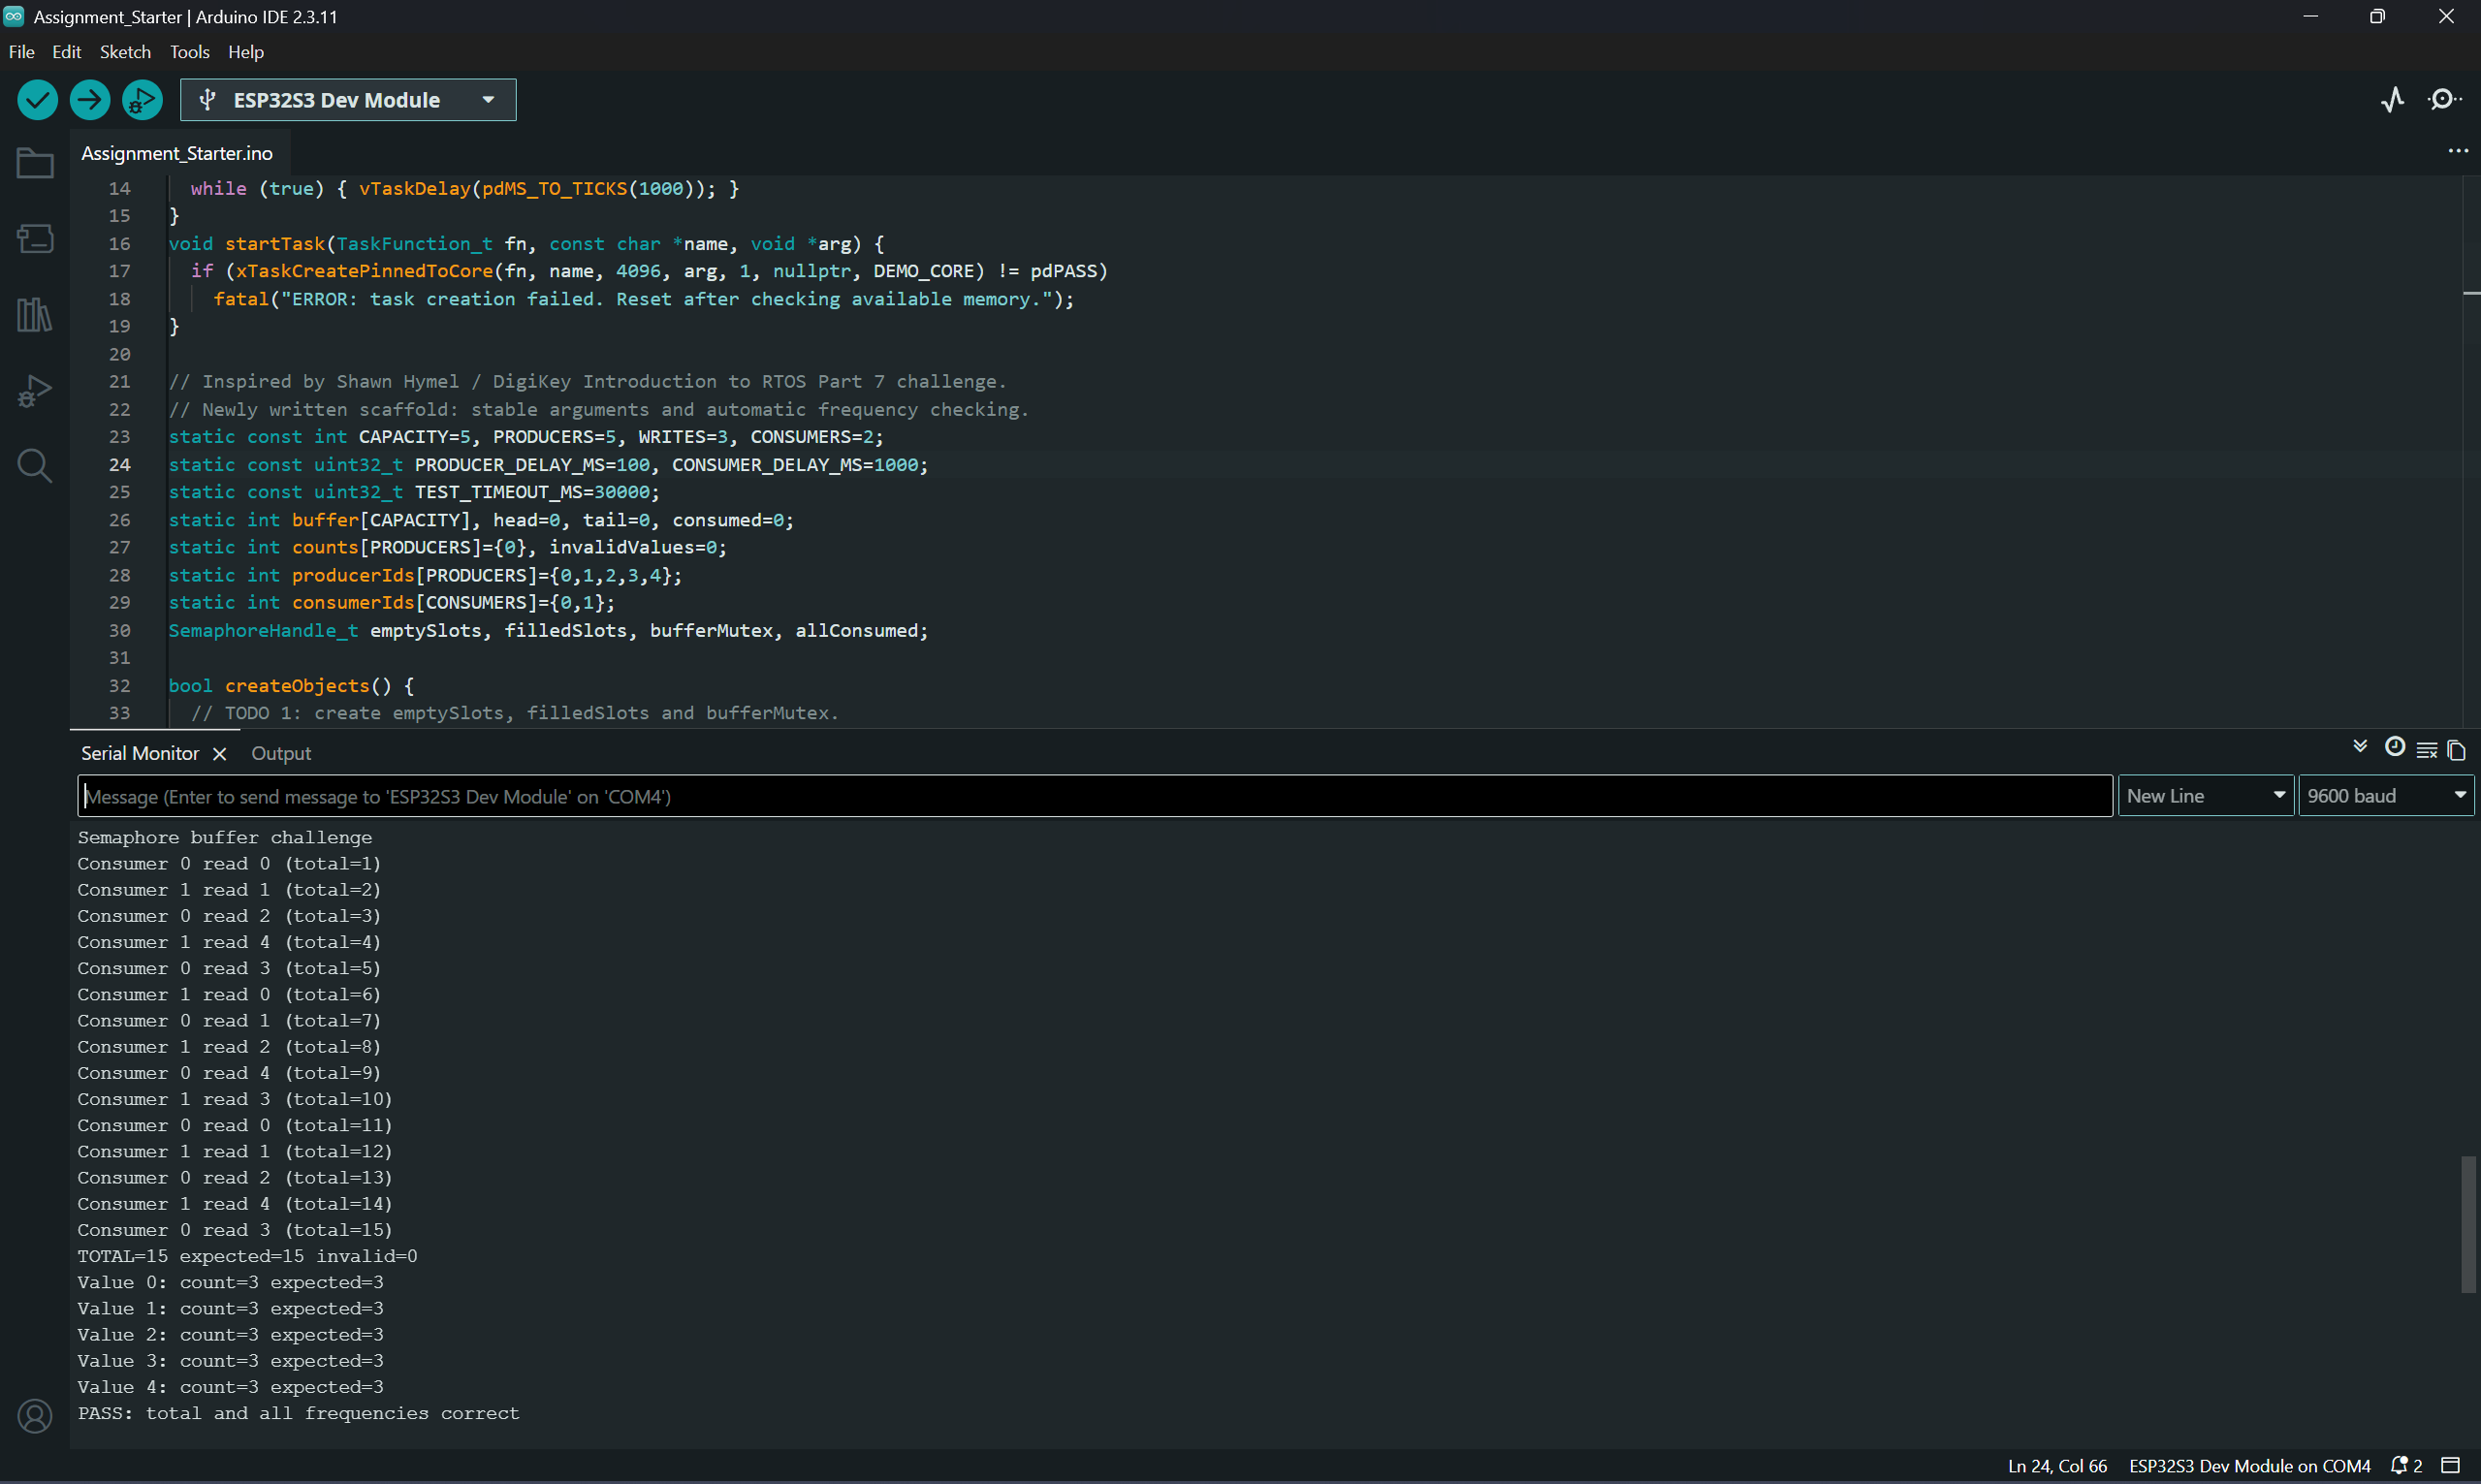 Assignment_Starter | Arduino IDE 2.3.11
File Edit Sketch Tools Help
ESP32S3 Dev Module
Assignment_Starter.ino
14 while (true) { vTaskDelay(pdMS_TO_TICKS(1000)); }
15 }
16 void startTask(TaskFunction_t fn, const char *name, void *arg) {
17 if (xTaskCreatePinnedToCore(fn, name, 4096, arg, 1, nullptr, DEMO_CORE) != pdPASS)
18 fatal("ERROR: task creation failed. Reset after checking available memory.");
19 }
20
21 // Inspired by Shawn Hymel / DigiKey Introduction to RTOS Part 7 challenge.
22 // Newly written scaffold: stable arguments and automatic frequency checking.
23 static const int CAPACITY=5, PRODUCERS=5, WRITES=3, CONSUMERS=2;
24 static const uint32_t PRODUCER_DELAY_MS=100, CONSUMER_DELAY_MS=1000;
25 static const uint32_t TEST_TIMEOUT_MS=30000;
26 static int buffer[CAPACITY], head=0, tail=0, consumed=0;
27 static int counts[PRODUCERS]={0}, invalidValues=0;
28 static int producerIds[PRODUCERS]={0,1,2,3,4};
29 static int consumerIds[CONSUMERS]={0,1};
30 SemaphoreHandle_t emptySlots, filledSlots, bufferMutex, allConsumed;
31
32 bool createObjects() {
33 // TODO 1: create emptySlots, filledSlots and bufferMutex.
Serial Monitor Output
Message (Enter to send message to 'ESP32S3 Dev Module' on 'COM4') New Line 9600 baud
Semaphore buffer challenge
Consumer 0 read 0 (total=1)
Consumer 1 read 1 (total=2)
Consumer 0 read 2 (total=3)
Consumer 1 read 4 (total=4)
Consumer 0 read 3 (total=5)
Consumer 1 read 0 (total=6)
Consumer 0 read 1 (total=7)
Consumer 1 read 2 (total=8)
Consumer 0 read 4 (total=9)
Consumer 1 read 3 (total=10)
Consumer 0 read 0 (total=11)
Consumer 1 read 1 (total=12)
Consumer 0 read 2 (total=13)
Consumer 1 read 4 (total=14)
Consumer 0 read 3 (total=15)
TOTAL=15 expected=15 invalid=0
Value 0: count=3 expected=3
Value 1: count=3 expected=3
Value 2: count=3 expected=3
Value 3: count=3 expected=3
Value 4: count=3 expected=3
PASS: total and all frequencies correct
Ln 24, Col 66 ESP32S3 Dev Module on COM4 2